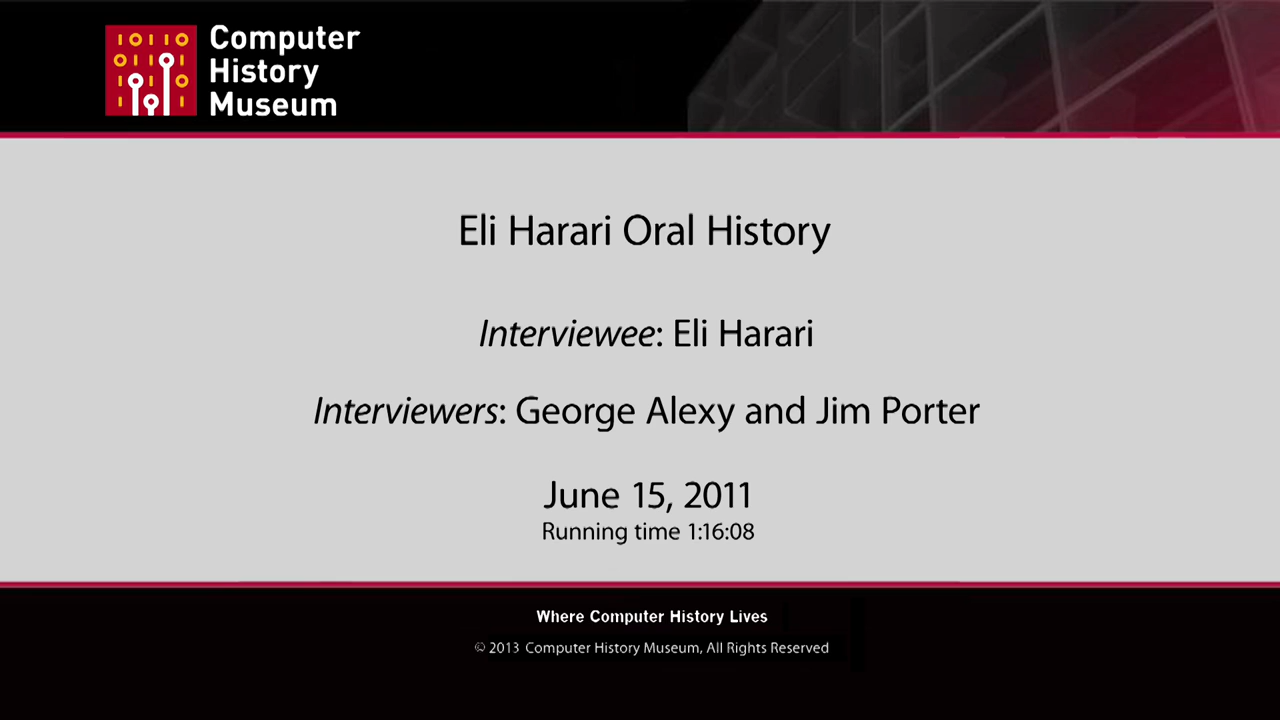 Computer
History
Museum
Eli Harari Oral History
Interviewee: Eli Harari
Interviewers: George Alexy and Jim Porter
June 15, 2011
Running time 1:16:08
Where Computer History Lives
© 2013 Computer History Museum, All Rights Reserved